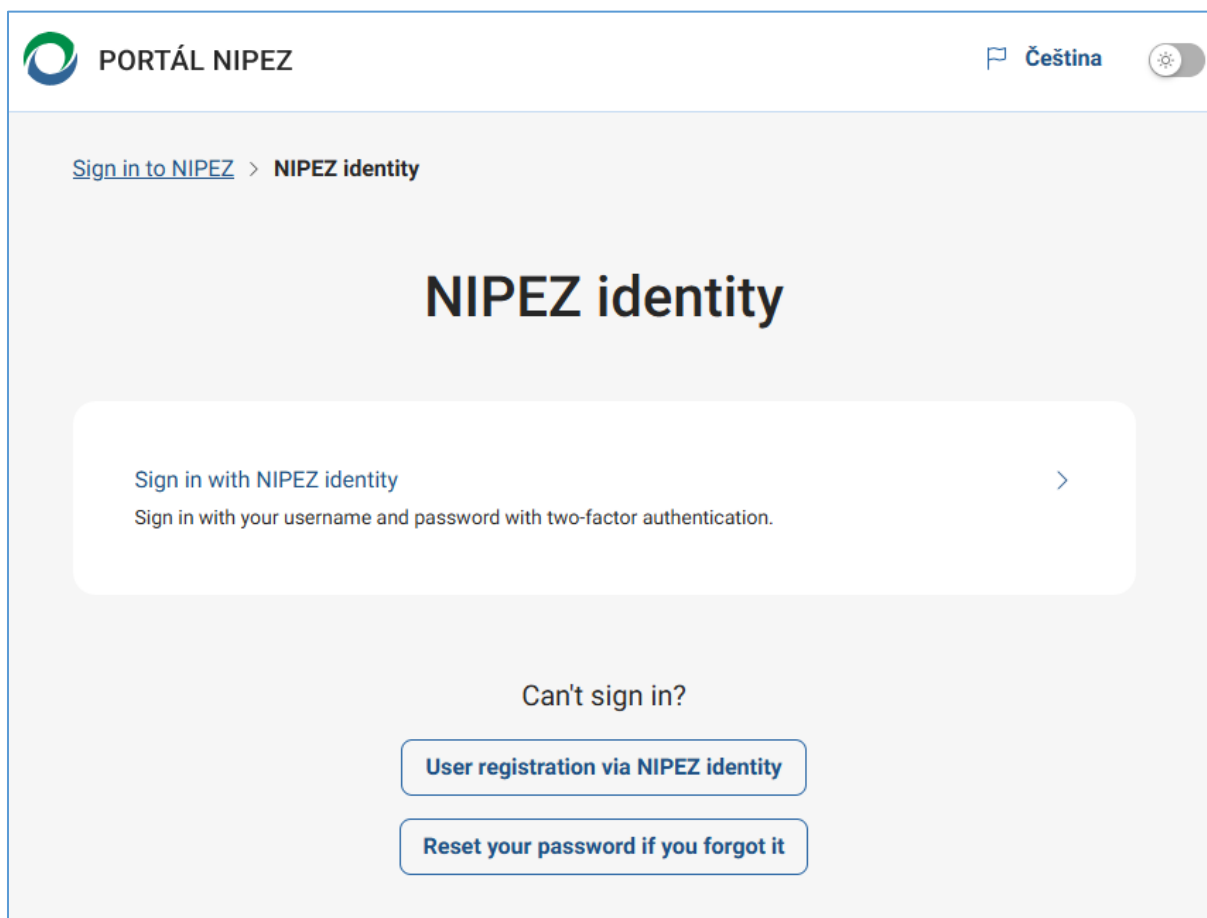 PORTÁL NIPEZ
Čeština
Sign in to NIPEZ > NIPEZ identity
NIPEZ identity
Sign in with NIPEZ identity
Sign in with your username and password with two-factor authentication.
Can't sign in?
User registration via NIPEZ identity
Reset your password if you forgot it